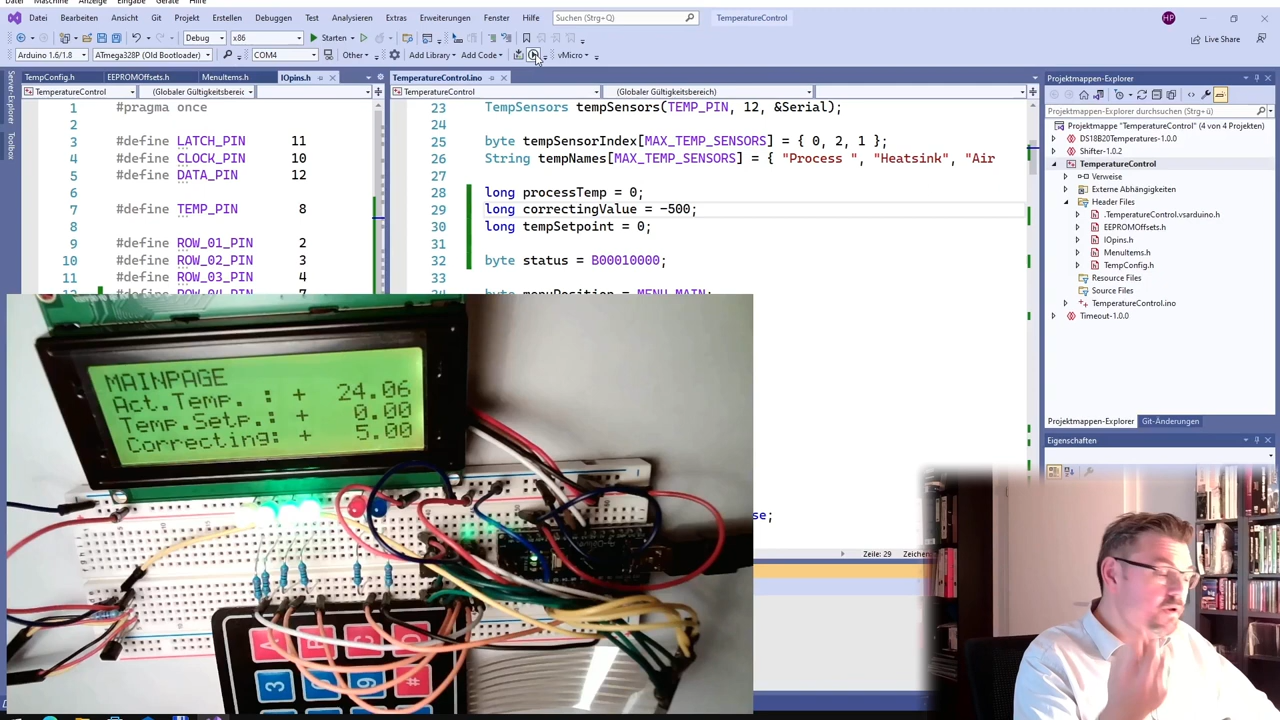 Datei Bearbeiten Ansicht Git Projekt Erstellen Debuggen Test Analysieren Extras Erweiterungen Fenster Hilfe Suchen (Strg+Q) TemperatureControl HP
Debug x86 Starten Live Share
Arduino 1.6/1.8 ATmega328P (Old Bootloader) COM4 Other Add Library Add Code vMicro
TempConfig.h EEPROMOffsets.h MenuItems.h IOpins.h TemperatureControl.ino Projektmappen-Explorer
TemperatureControl (Globaler Gültigkeitsbereich) TemperatureControl (Globaler Gültigkeitsbereich)
Server-Explorer
Toolbox
1 #pragma once
2
3 #define LATCH_PIN 11
4 #define CLOCK_PIN 10
5 #define DATA_PIN 12
6
7 #define TEMP_PIN 8
8
9 #define ROW_01_PIN 2
10 #define ROW_02_PIN 3
11 #define ROW_03_PIN 4
23 TempSensors tempSensors(TEMP_PIN, 12, &Serial);
24
25 byte tempSensorIndex[MAX_TEMP_SENSORS] = { 0, 2, 1 };
26 String tempNames[MAX_TEMP_SENSORS] = { "Process ", "Heatsink", "Air
27
28 long processTemp = 0;
29 long correctingValue = -500;
30 long tempSetpoint = 0;
31
32 byte status = B00010000;
33
se;
Zeile: 29 Zeichen:
Projektmappen-Explorer durchsuchen (Strg+ü)
Projektmappe "TemperatureControl" (4 von 4 Projekten)
DS18B20Temperatures-1.0.0
Shifter-1.0.2
TemperatureControl
Verweise
Externe Abhängigkeiten
Header Files
.TemperatureControl.vsarduino.h
EEPROMOffsets.h
IOpins.h
MenuItems.h
TempConfig.h
Resource Files
Source Files
TemperatureControl.ino
Timeout-1.0.0
Projektmappen-Explorer Git-Änderungen
Eigenschaften
MAINPAGE
Act.Temp. : + 24.06
Temp.Setp.: + 0.00
Correcting: + 5.00
A B C D
3 6 9 #